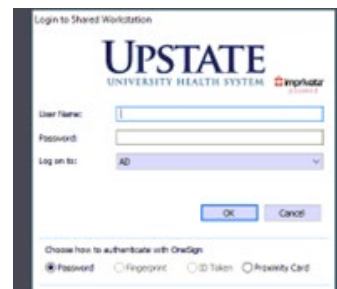 Login to Shared Workstation
UPSTATE
UNIVERSITY HEALTH SYSTEM
imprivata
User Name:
Password:
Log on to: AD
OK Cancel
Choose how to authenticate with OneSign
Password Fingerprint ID Token Proximity Card